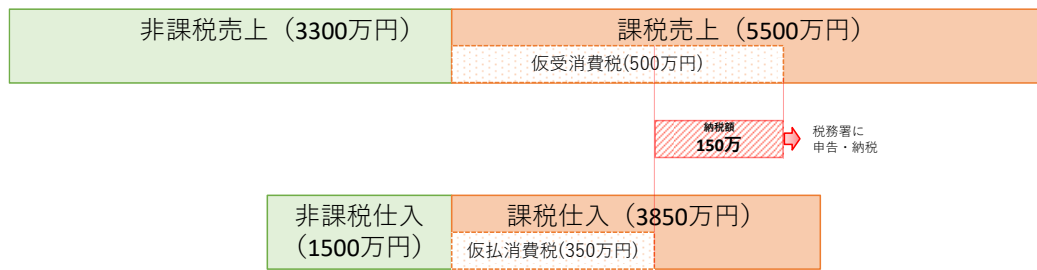 非課税売上（3300万円）
課税売上（5500万円）
仮受消費税(500万円)
納税額
150万
税務署に
申告・納税
非課税仕入
（1500万円）
課税仕入（3850万円）
仮払消費税(350万円)